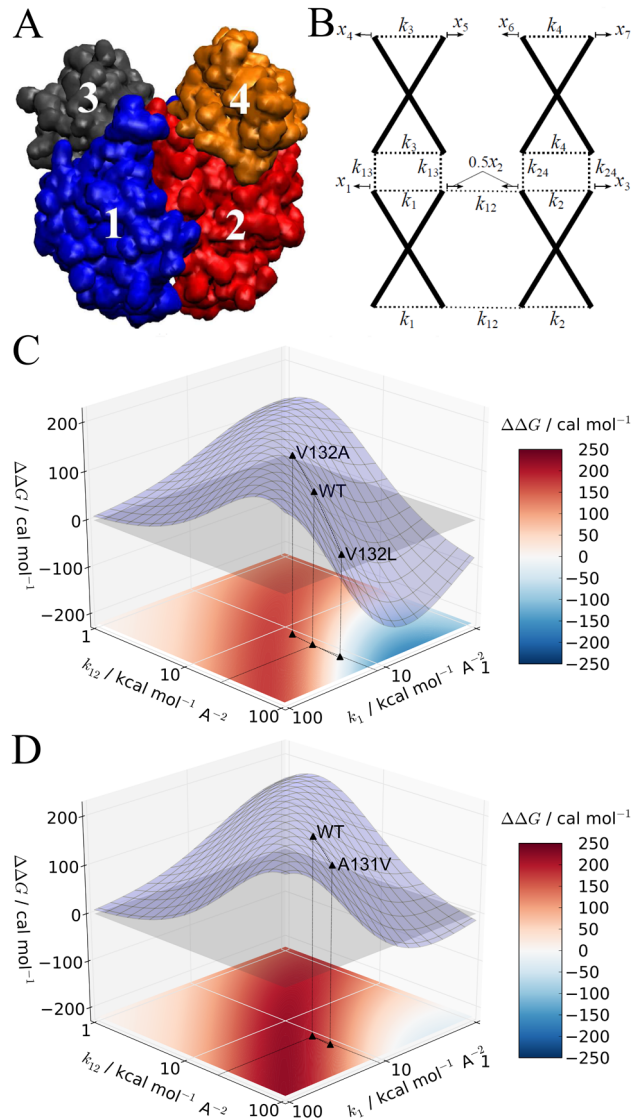 A
B
3
4
1
2
x₄ k₃ x₅ x₆ k₄ x₇
k₃ k₄
k₁₃ k₁₃ 0.5x₂ k₂₄ k₂₄
x₁ k₁ k₁₂ k₂ x₃
k₁ k₁₂ k₂
C
ΔΔG / cal mol⁻¹
200
100
0
−100
−200
V132A
WT
V132L
1
10
100
k₁₂ / kcal mol⁻¹ A⁻²
100
10
1
k₁ / kcal mol⁻¹ A⁻²
ΔΔG / cal mol⁻¹
250
200
150
100
50
0
−50
−100
−150
−200
−250
D
ΔΔG / cal mol⁻¹
200
100
0
−100
−200
WT
A131V
1
10
100
k₁₂ / kcal mol⁻¹ A⁻²
100
10
1
k₁ / kcal mol⁻¹ A⁻²
ΔΔG / cal mol⁻¹
250
200
150
100
50
0
−50
−100
−150
−200
−250